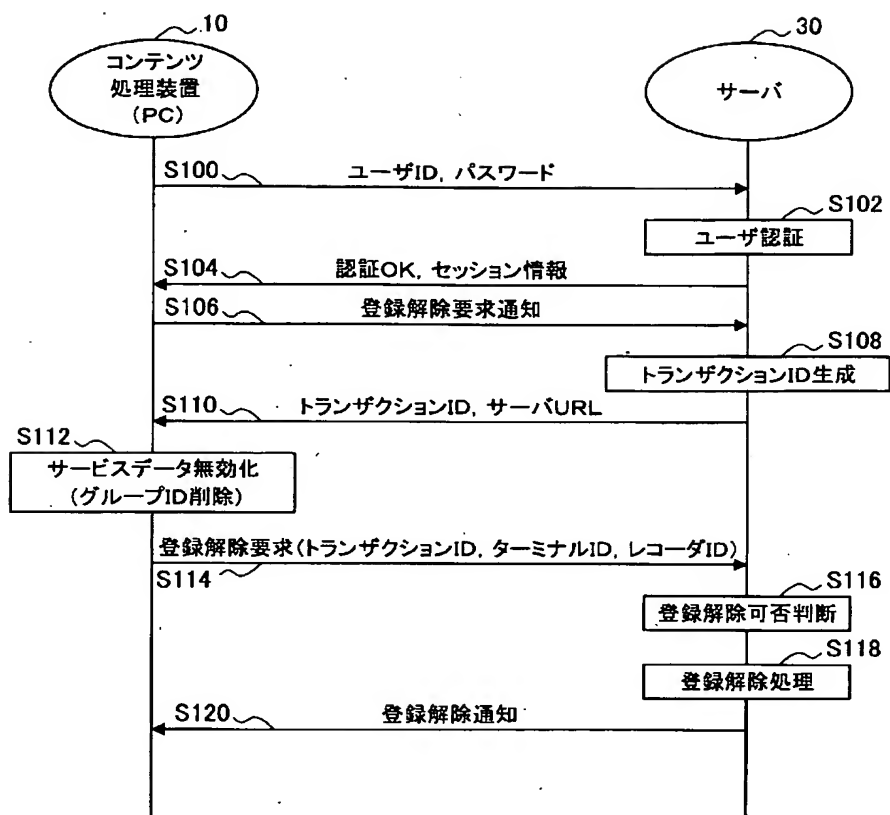 10
30
コンテンツ
処理装置
(PC)
サーバ
S100
ユーザID, パスワード
S102
ユーザ認証
S104
認証OK, セッション情報
S106
登録解除要求通知
S108
トランザクションID生成
S110
トランザクションID, サーバURL
S112
サービスデータ無効化
(グループID削除)
登録解除要求(トランザクションID, ターミナルID, レコーダID)
S114
S116
登録解除可否判断
S118
登録解除処理
S120
登録解除通知